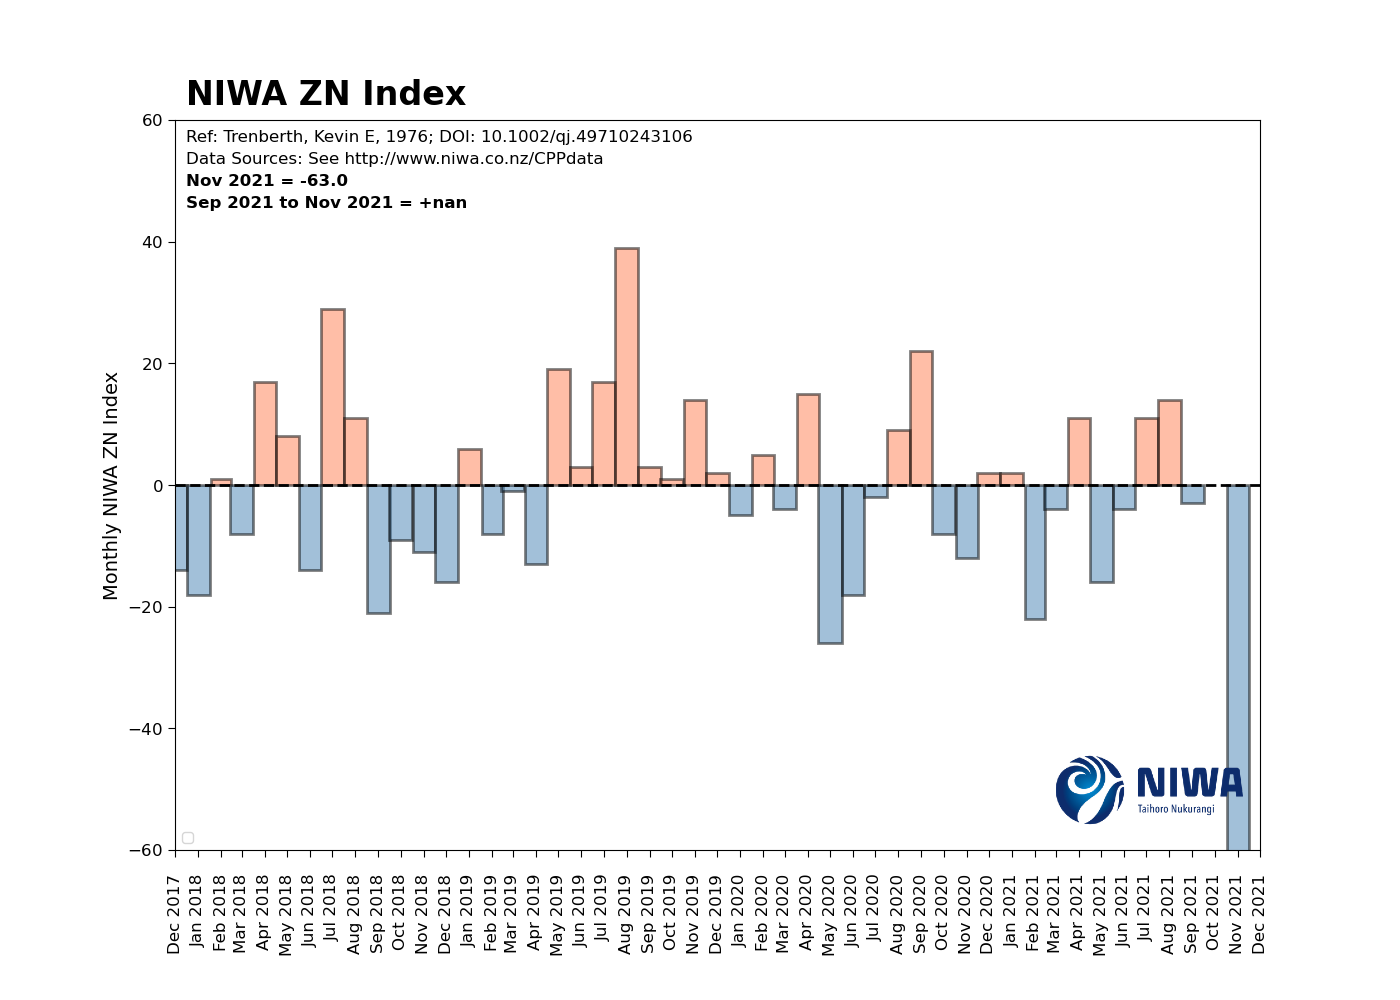 NIWA ZN Index
Ref: Trenberth, Kevin E, 1976; DOI: 10.1002/qj.49710243106
Data Sources: See http://www.niwa.co.nz/CPPdata
Nov 2021 = -63.0
Sep 2021 to Nov 2021 = +nan
Monthly NIWA ZN Index
60
40
20
0
−20
−40
−60
NIWA
Taihoro Nukurangi
Dec 2017
Jan 2018
Feb 2018
Mar 2018
Apr 2018
May 2018
Jun 2018
Jul 2018
Aug 2018
Sep 2018
Oct 2018
Nov 2018
Dec 2018
Jan 2019
Feb 2019
Mar 2019
Apr 2019
May 2019
Jun 2019
Jul 2019
Aug 2019
Sep 2019
Oct 2019
Nov 2019
Dec 2019
Jan 2020
Feb 2020
Mar 2020
Apr 2020
May 2020
Jun 2020
Jul 2020
Aug 2020
Sep 2020
Oct 2020
Nov 2020
Dec 2020
Jan 2021
Feb 2021
Mar 2021
Apr 2021
May 2021
Jun 2021
Jul 2021
Aug 2021
Sep 2021
Oct 2021
Nov 2021
Dec 2021